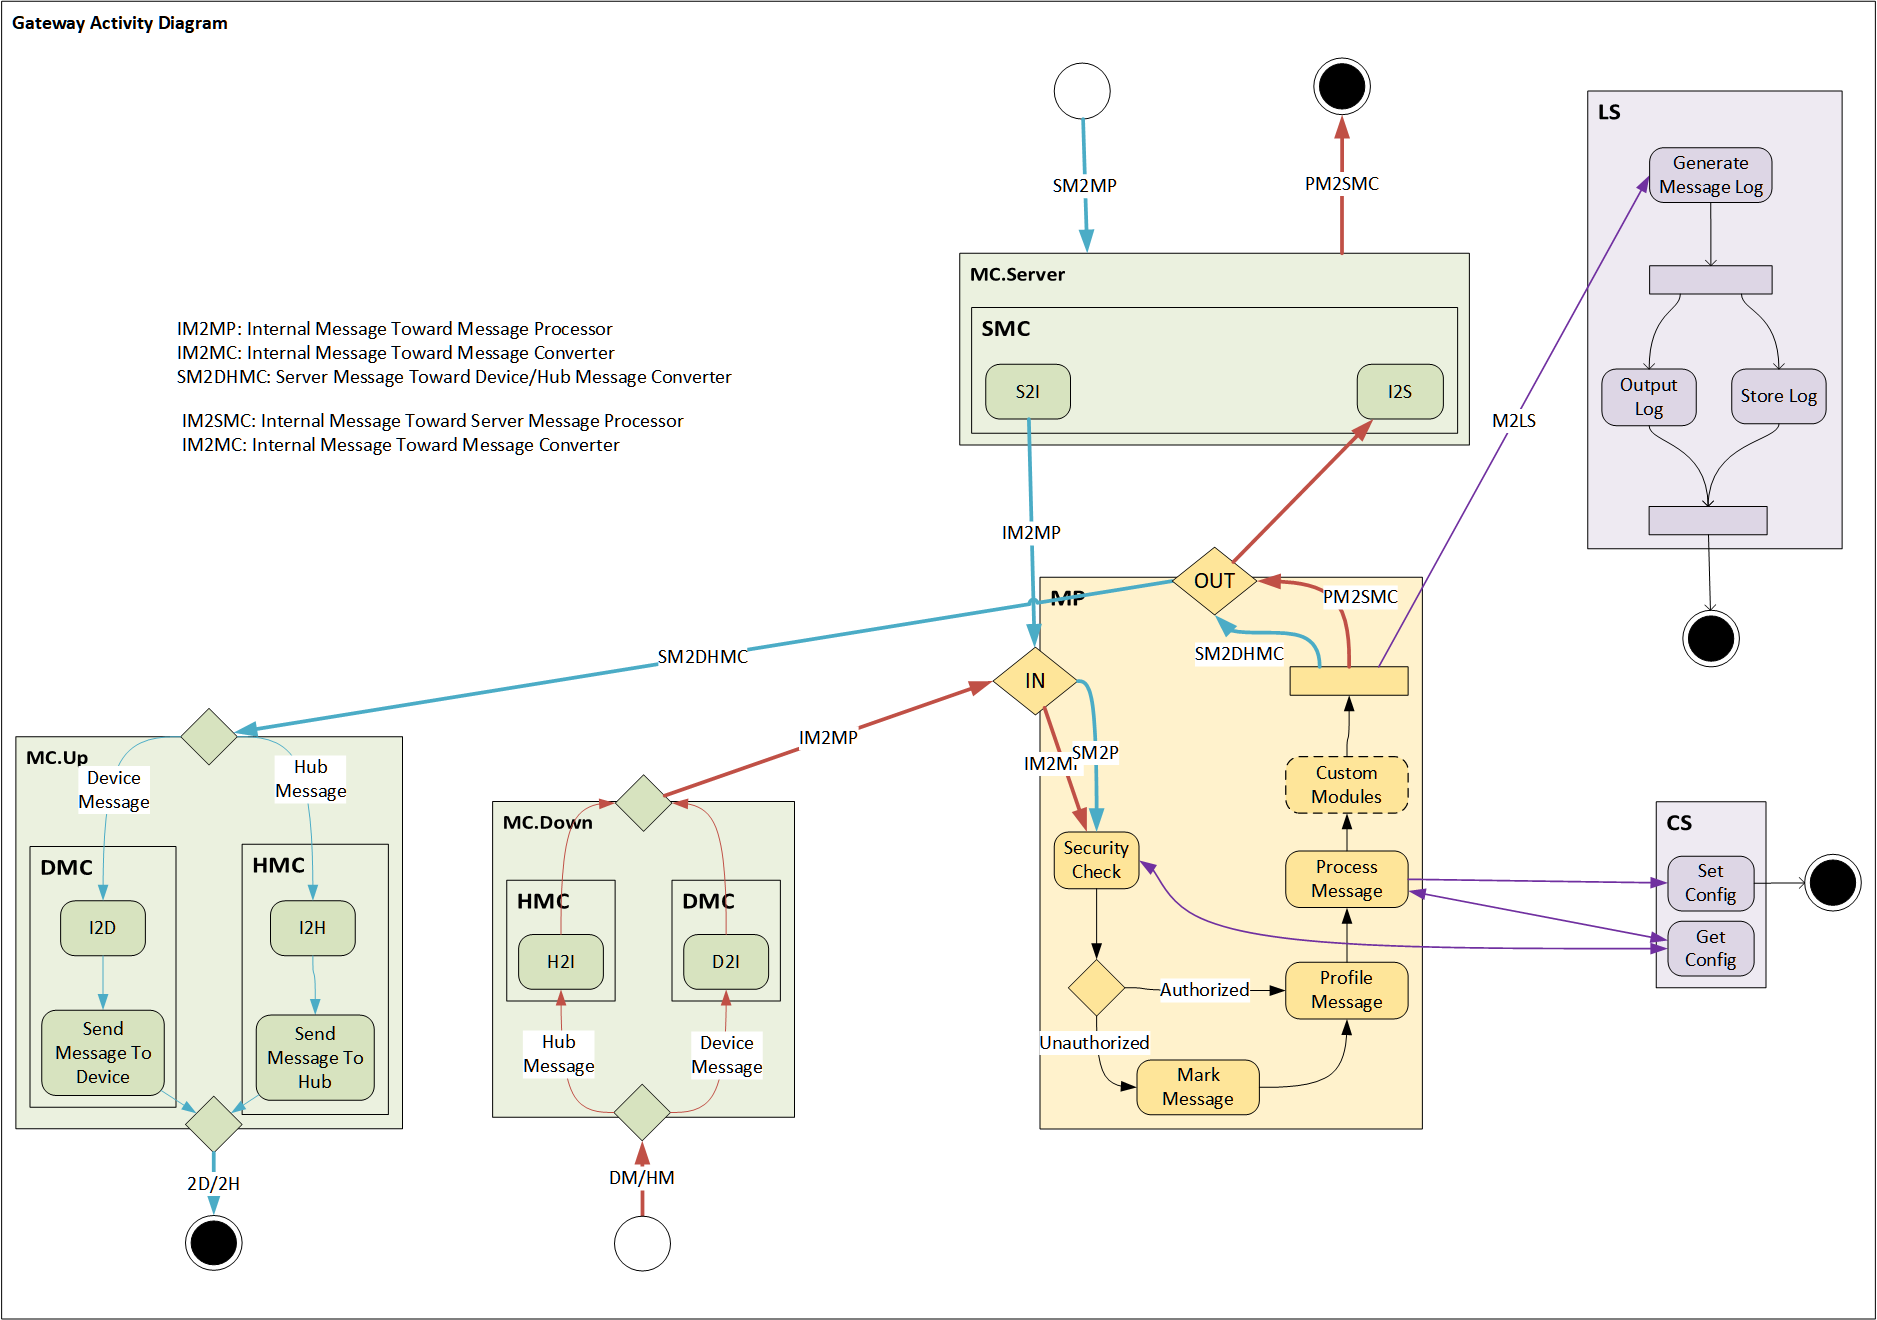 Gateway Activity Diagram
SM2MP
PM2SMC
LS
Generate
Message Log
Output
Log
Store Log
M2LS
MC.Server
SMC
S2I
I2S
IM2MP: Internal Message Toward Message Processor
IM2MC: Internal Message Toward Message Converter
SM2DHMC: Server Message Toward Device/Hub Message Converter
IM2SMC: Internal Message Toward Server Message Processor
IM2MC: Internal Message Toward Message Converter
IM2MP
OUT
MP
PM2SMC
SM2DHMC
SM2DHMC
IN
IM2MP
IM2MP
SM2P
Custom
Modules
Security
Check
Process
Message
Authorized
Profile
Message
Unauthorized
Mark
Message
CS
Set
Config
Get
Config
MC.Up
Device
Message
Hub
Message
DMC
HMC
I2D
I2H
Send
Message To
Device
Send
Message To
Hub
2D/2H
MC.Down
HMC
DMC
H2I
D2I
Hub
Message
Device
Message
DM/HM